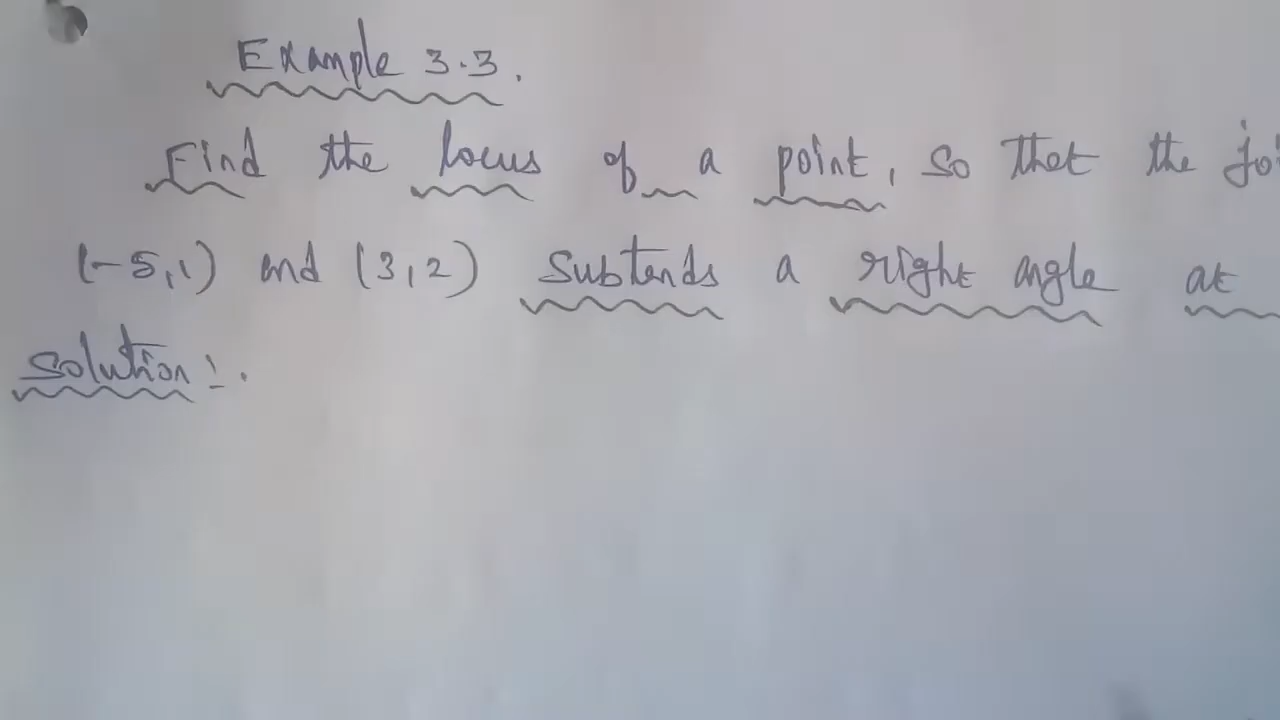 Example 3.3.
Find the locus of a point, so that the joi
(-5,1) and (3,2) subtends a right angle at
Solution:-.